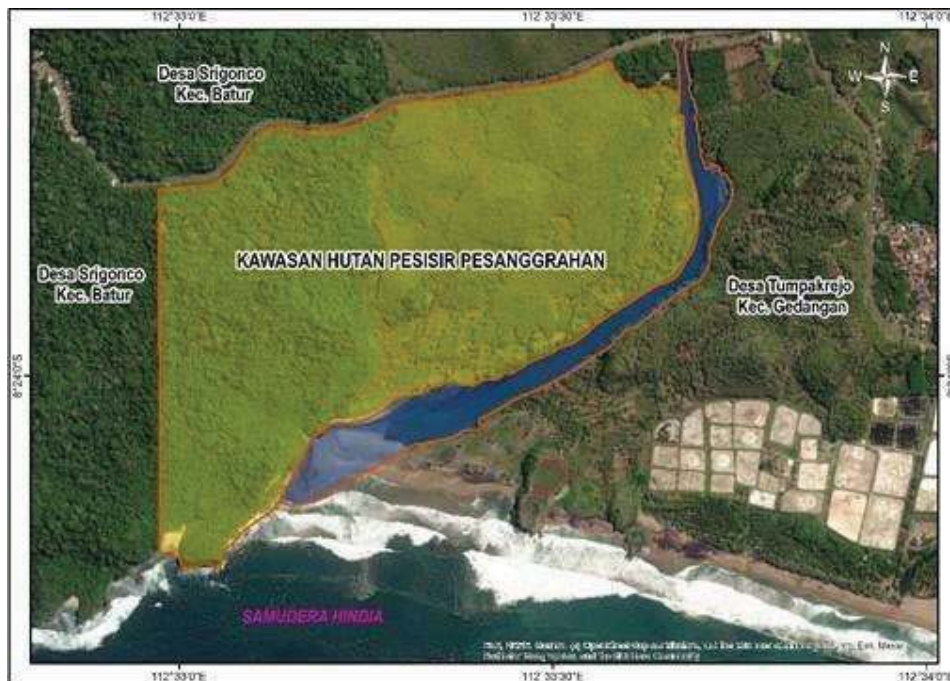 112°33'0"E
112°33'30"E
112°34'0"E
Desa Srigonco
Kec. Batur
N
W E
S
KAWASAN HUTAN PESISIR PESANGGRAHAN
Desa Srigonco
Kec. Batur
Desa Tumpakrejo
Kec. Gedangan
8°24'0"S
SAMUDERA HINDIA
112°33'0"E
112°33'30"E
112°34'0"E